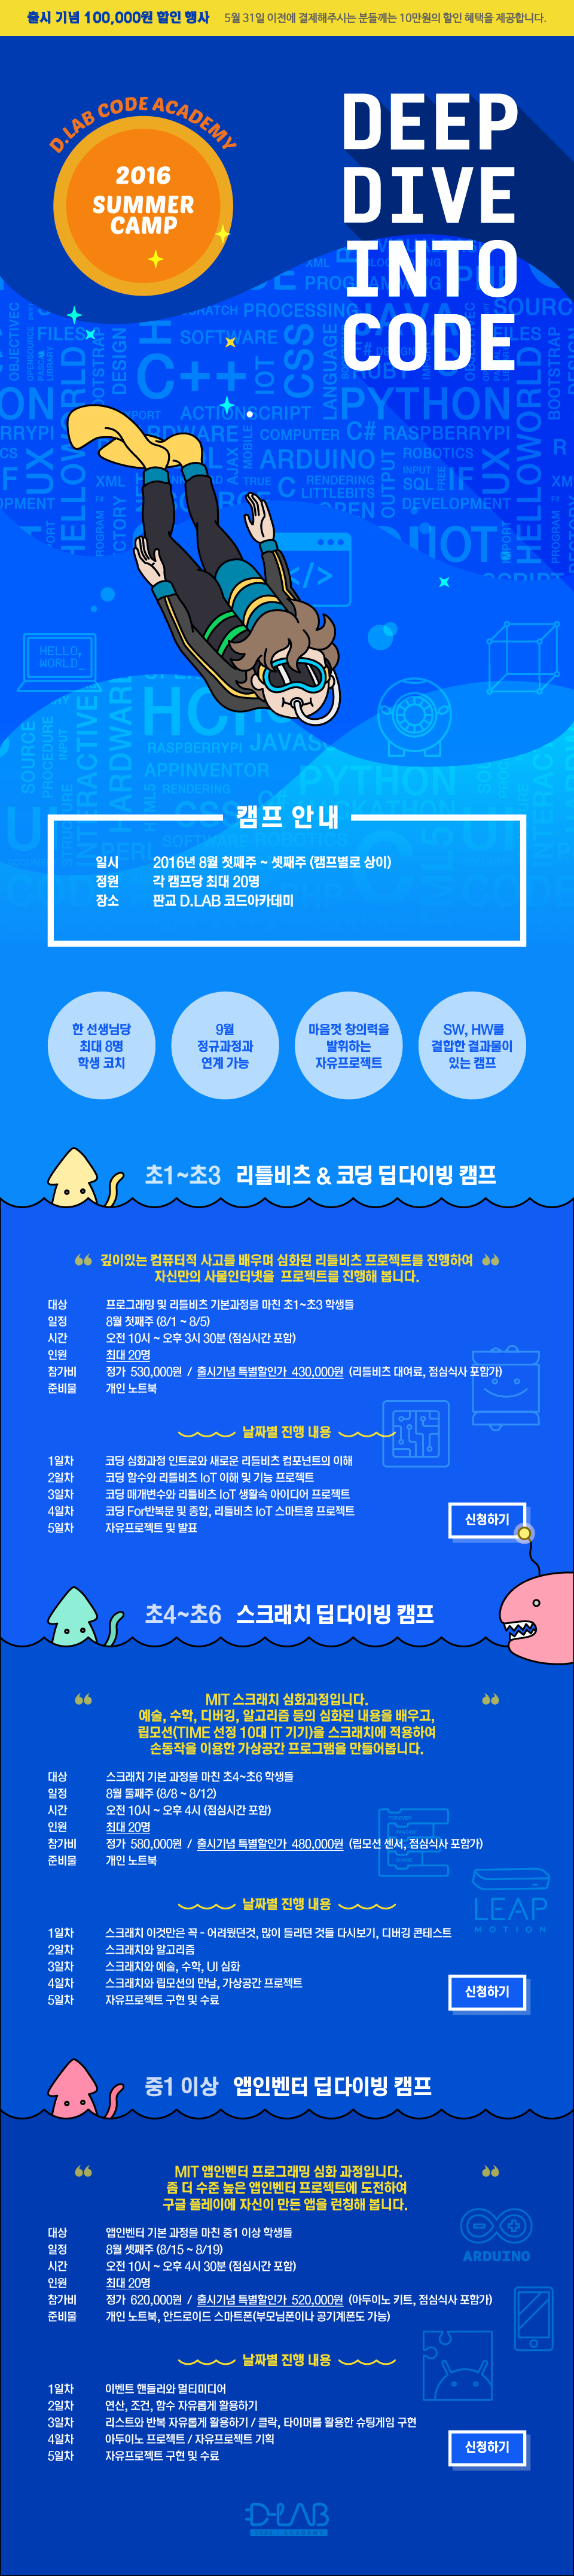 출시 기념 100,000원 할인 행사 5월 31일 이전에 결제해주시는 분들께는 10만원의 할인 혜택을 제공합니다.
D.LAB CODE ACADEMY
2016
SUMMER
CAMP
DEEP
DIVE
INTO
CODE
HELLO,
WORLD_
</>
캠프 안내
일시 2016년 8월 첫째주 ~ 셋째주 (캠프별로 상이)
정원 각 캠프당 최대 20명
장소 판교 D.LAB 코드아카데미
한 선생님당
최대 8명
학생 코치
9월
정규과정과
연계 가능
마음껏 창의력을
발휘하는
자유프로젝트
SW, HW를
결합한 결과물이
있는 캠프
초1~초3 리틀비츠 & 코딩 딥다이빙 캠프
깊이있는 컴퓨터적 사고를 배우며 심화된 리틀비츠 프로젝트를 진행하여
자신만의 사물인터넷을 프로젝트를 진행해 봅니다.
대상 프로그래밍 및 리틀비츠 기본과정을 마친 초1~초3 학생들
일정 8월 첫째주 (8/1 ~ 8/5)
시간 오전 10시 ~ 오후 3시 30분 (점심시간 포함)
인원 최대 20명
참가비 정가 530,000원 / 출시기념 특별할인가 430,000원 (리틀비츠 대여료, 점심식사 포함가)
준비물 개인 노트북
날짜별 진행 내용
1일차 코딩 심화과정 인트로와 새로운 리틀비츠 컴포넌트의 이해
2일차 코딩 함수와 리틀비츠 IoT 이해 및 기능 프로젝트
3일차 코딩 매개변수와 리틀비츠 IoT 생활속 아이디어 프로젝트
4일차 코딩 For반복문 및 종합, 리틀비츠 IoT 스마트홈 프로젝트
5일차 자유프로젝트 및 발표
신청하기
초4~초6 스크래치 딥다이빙 캠프
MIT 스크래치 심화과정입니다.
예술, 수학, 디버깅, 알고리즘 등의 심화된 내용을 배우고,
립모션(TIME 선정 10대 IT 기기)을 스크래치에 적용하여
손동작을 이용한 가상공간 프로그램을 만들어봅니다.
대상 스크래치 기본 과정을 마친 초4~초6 학생들
일정 8월 둘째주 (8/8 ~ 8/12)
시간 오전 10시 ~ 오후 4시 (점심시간 포함)
인원 최대 20명
참가비 정가 580,000원 / 출시기념 특별할인가 480,000원 (립모션 센서, 점심식사 포함가)
준비물 개인 노트북
LEAP
MOTION
날짜별 진행 내용
1일차 스크래치 이것만은 꼭 - 어려웠던것, 많이 틀리던 것들 다시보기, 디버깅 콘테스트
2일차 스크래치와 알고리즘
3일차 스크래치와 예술, 수학, UI 심화
4일차 스크래치와 립모션의 만남, 가상공간 프로젝트
5일차 자유프로젝트 구현 및 수료
신청하기
중1 이상 앱인벤터 딥다이빙 캠프
MIT 앱인벤터 프로그래밍 심화 과정입니다.
좀 더 수준 높은 앱인벤터 프로젝트에 도전하여
구글 플레이에 자신이 만든 앱을 런칭해 봅니다.
ARDUINO
대상 앱인벤터 기본 과정을 마친 중1 이상 학생들
일정 8월 셋째주 (8/15 ~ 8/19)
시간 오전 10시 ~ 오후 4시 30분 (점심시간 포함)
인원 최대 20명
참가비 정가 620,000원 / 출시기념 특별할인가 520,000원 (아두이노 키트, 점심식사 포함가)
준비물 개인 노트북, 안드로이드 스마트폰(부모님폰이나 공기계폰도 가능)
날짜별 진행 내용
1일차 이벤트 핸들러와 멀티미디어
2일차 연산, 조건, 함수 자유롭게 활용하기
3일차 리스트와 반복 자유롭게 활용하기 / 클락, 타이머를 활용한 슈팅게임 구현
4일차 아두이노 프로젝트 / 자유프로젝트 기획
5일차 자유프로젝트 구현 및 수료
신청하기
D·LAB